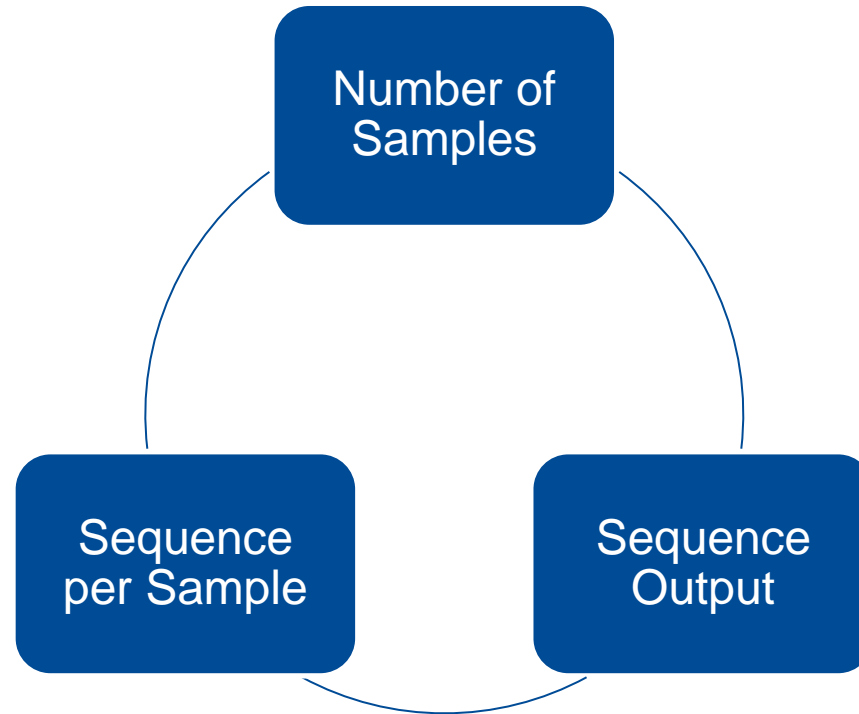 Number of
Samples
Sequence
per Sample
Sequence
Output